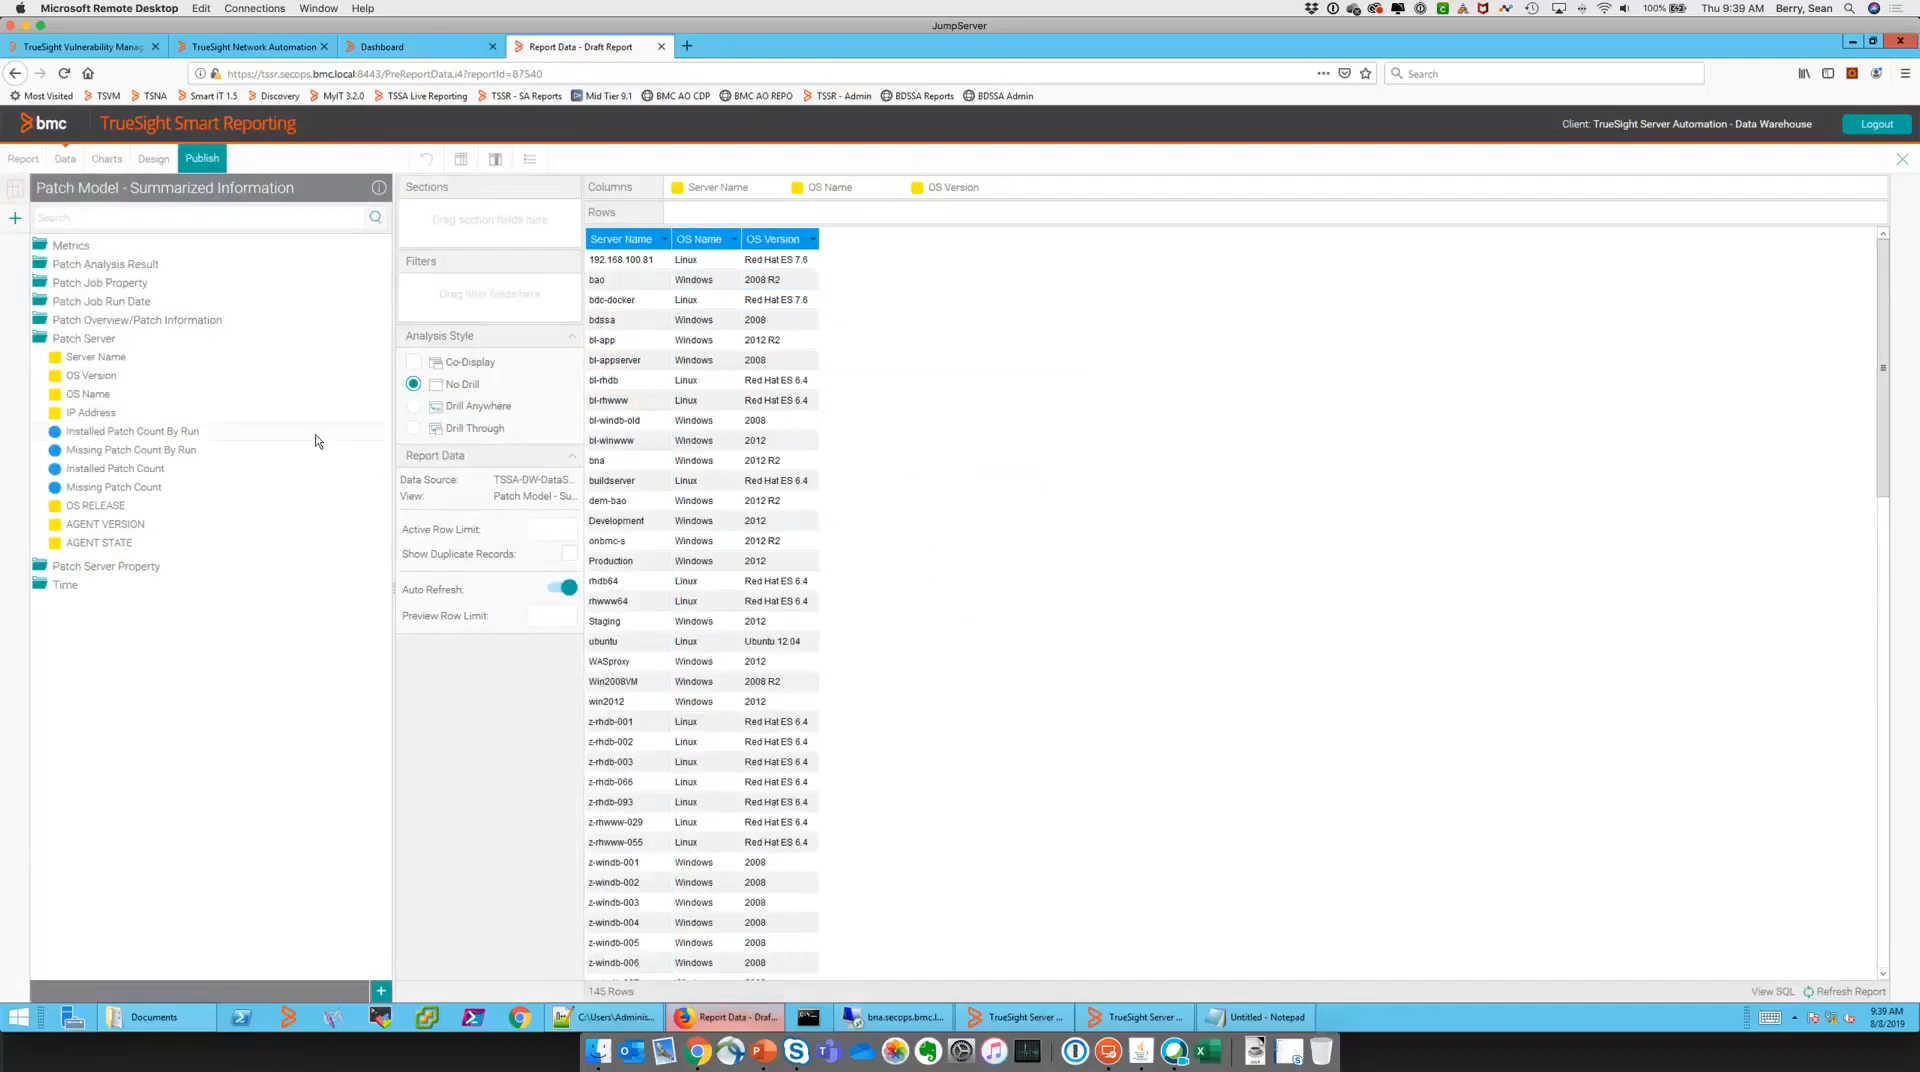 Microsoft Remote Desktop Edit Connections Window Help 100% Thu 9:39 AM Berry, Sean
JumpServer
TrueSight Vulnerability Manag TrueSight Network Automation Dashboard Report Data - Draft Report
https://tssr.secops.bmc.local:8443/PreReportData.i4?reportId=87540 Search
Most Visited TSVM TSNA Smart IT 1.5 Discovery MyIT 3.2.0 TSSA Live Reporting TSSR - SA Reports Mid Tier 9.1 BMC AO CDP BMC AO REPO TSSR - Admin BDSSA Reports BDSSA Admin
bmc TrueSight Smart Reporting Client: TrueSight Server Automation - Data Warehouse Logout
Report Data Charts Design Publish
Patch Model - Summarized Information
Search
Metrics
Patch Analysis Result
Patch Job Property
Patch Job Run Date
Patch Overview/Patch Information
Patch Server
Server Name
OS Version
OS Name
IP Address
Installed Patch Count By Run
Missing Patch Count By Run
Installed Patch Count
Missing Patch Count
OS RELEASE
AGENT VERSION
AGENT STATE
Patch Server Property
Time
Sections
Drag section fields here
Filters
Drag filter fields here
Analysis Style
Co-Display
No Drill
Drill Anywhere
Drill Through
Report Data
Data Source: TSSA-DW-DataS...
View: Patch Model - Su...
Active Row Limit:
Show Duplicate Records:
Auto Refresh:
Preview Row Limit:
Columns Server Name OS Name OS Version
Rows
Server Name OS Name OS Version
192.168.100.81 Linux Red Hat ES 7.6
bao Windows 2008 R2
bdc-docker Linux Red Hat ES 7.6
bdssa Windows 2008
bl-app Windows 2012 R2
bl-appserver Windows 2008
bl-rhdb Linux Red Hat ES 6.4
bl-rhwww Linux Red Hat ES 6.4
bl-windb-old Windows 2008
bl-winwww Windows 2012
bna Windows 2012 R2
buildserver Linux Red Hat ES 6.4
dem-bao Windows 2012 R2
Development Windows 2012
onbmc-s Windows 2012 R2
Production Windows 2012
rhdb64 Linux Red Hat ES 6.4
rhwww64 Linux Red Hat ES 6.4
Staging Windows 2012
ubuntu Linux Ubuntu 12.04
WASproxy Windows 2012
Win2008VM Windows 2008 R2
win2012 Windows 2012
z-rhdb-001 Linux Red Hat ES 6.4
z-rhdb-002 Linux Red Hat ES 6.4
z-rhdb-003 Linux Red Hat ES 6.4
z-rhdb-066 Linux Red Hat ES 6.4
z-rhdb-093 Linux Red Hat ES 6.4
z-rhwww-029 Linux Red Hat ES 6.4
z-rhwww-055 Linux Red Hat ES 6.4
z-windb-001 Windows 2008
z-windb-002 Windows 2008
z-windb-003 Windows 2008
z-windb-004 Windows 2008
z-windb-005 Windows 2008
z-windb-006 Windows 2008
145 Rows View SQL Refresh Report
Documents C:\Users\Adminis... Report Data - Draf... bna.secops.bmc.l... TrueSight Server ... TrueSight Server ... Untitled - Notepad 9:39 AM
8/8/2019